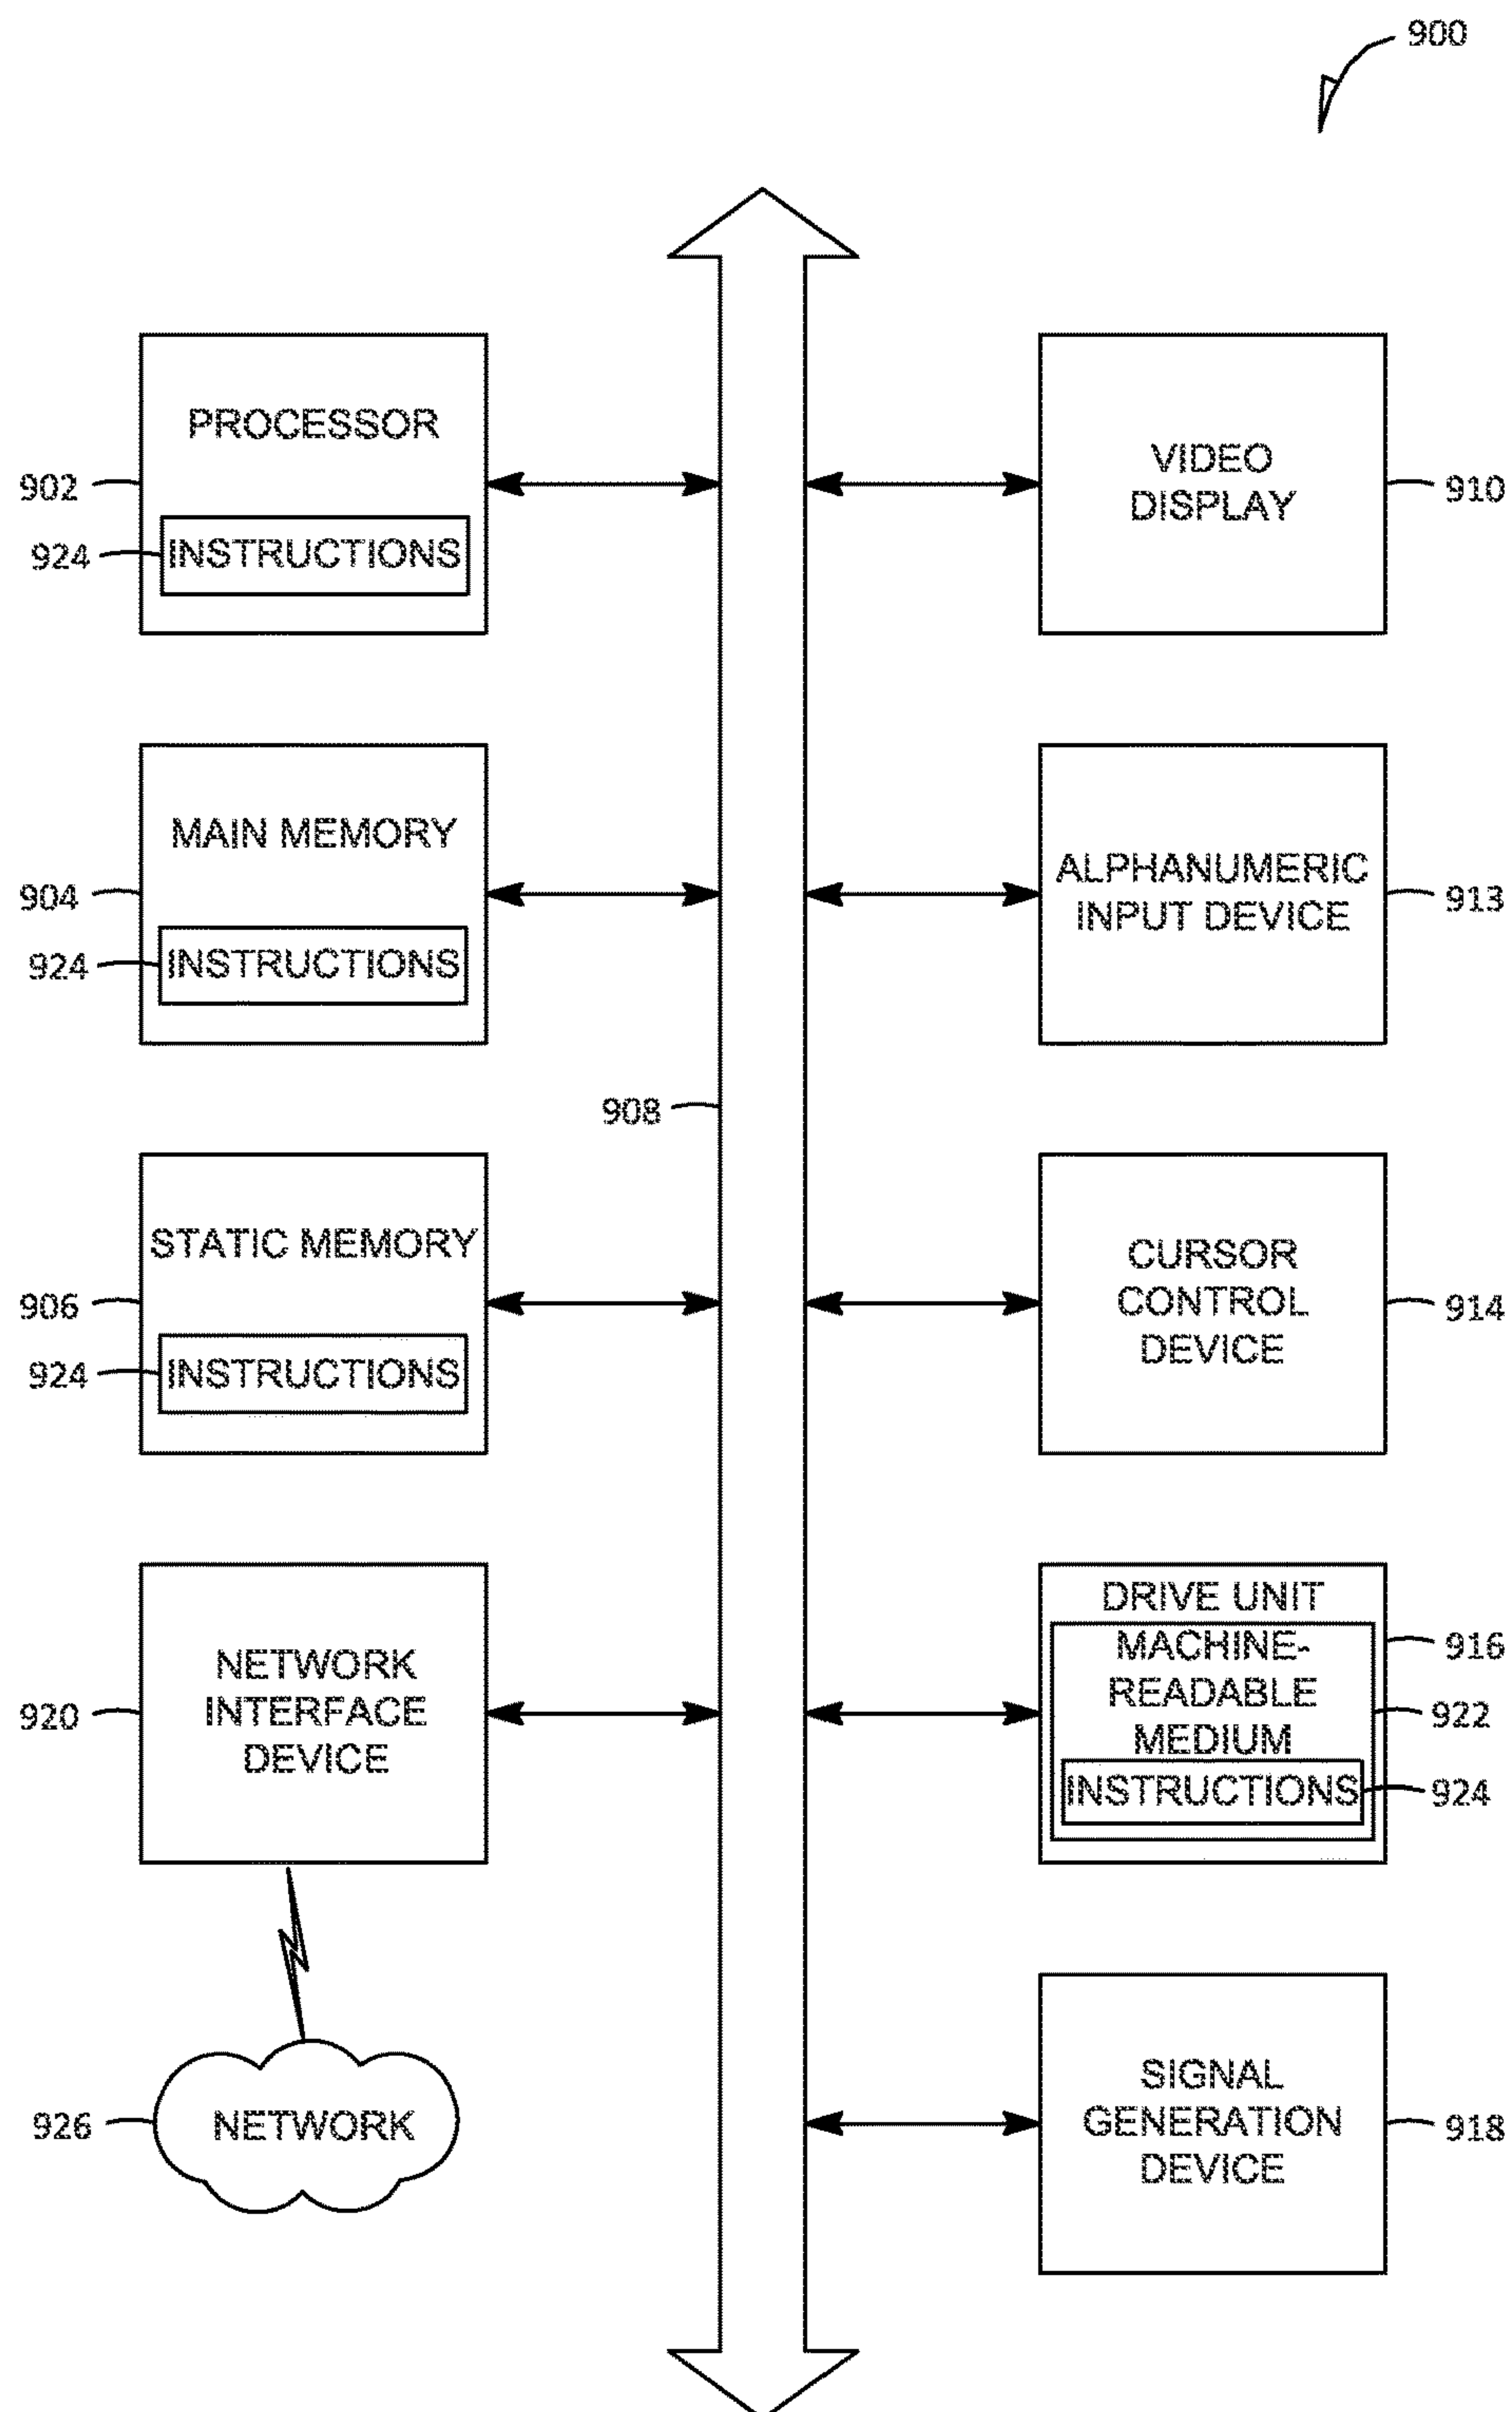 900
PROCESSOR
902
924
INSTRUCTIONS
VIDEO
DISPLAY
910
MAIN MEMORY
904
924
INSTRUCTIONS
ALPHANUMERIC
INPUT DEVICE
913
908
STATIC MEMORY
906
924
INSTRUCTIONS
CURSOR
CONTROL
DEVICE
914
NETWORK
INTERFACE
DEVICE
920
DRIVE UNIT
916
MACHINE-
READABLE
MEDIUM
922
INSTRUCTIONS
924
NETWORK
926
SIGNAL
GENERATION
DEVICE
918